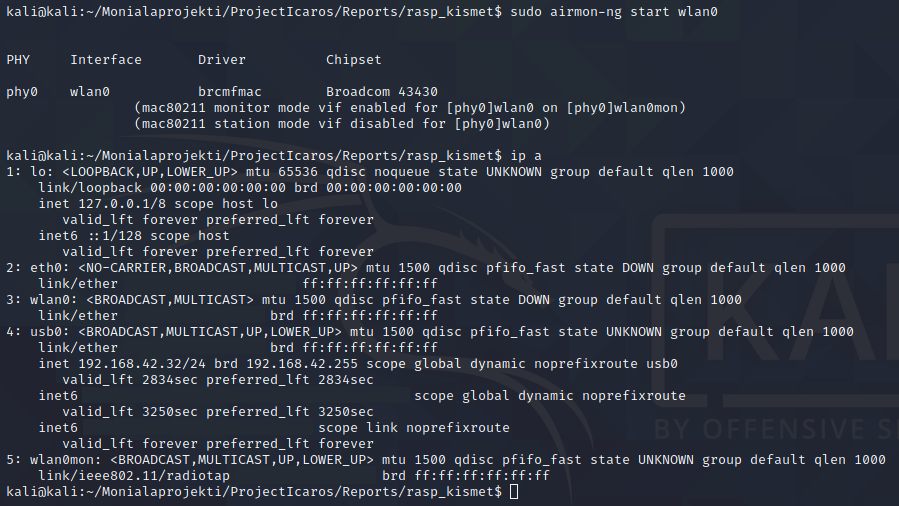 kali@kali:~/Monialaprojekti/ProjectIcaros/Reports/rasp_kismet$ sudo airmon-ng start wlan0
PHY     Interface       Driver          Chipset
phy0    wlan0           brcmfmac        Broadcom 43430
                (mac80211 monitor mode vif enabled for [phy0]wlan0 on [phy0]wlan0mon)
                (mac80211 station mode vif disabled for [phy0]wlan0)
kali@kali:~/Monialaprojekti/ProjectIcaros/Reports/rasp_kismet$ ip a
1: lo: <LOOPBACK,UP,LOWER_UP> mtu 65536 qdisc noqueue state UNKNOWN group default qlen 1000
    link/loopback 00:00:00:00:00:00 brd 00:00:00:00:00:00
    inet 127.0.0.1/8 scope host lo
       valid_lft forever preferred_lft forever
    inet6 ::1/128 scope host
       valid_lft forever preferred_lft forever
2: eth0: <NO-CARRIER,BROADCAST,MULTICAST,UP> mtu 1500 qdisc pfifo_fast state DOWN group default qlen 1000
    link/ether                       ff:ff:ff:ff:ff:ff
3: wlan0: <BROADCAST,MULTICAST> mtu 1500 qdisc pfifo_fast state DOWN group default qlen 1000
    link/ether                   brd ff:ff:ff:ff:ff:ff
4: usb0: <BROADCAST,MULTICAST,UP,LOWER_UP> mtu 1500 qdisc pfifo_fast state UNKNOWN group default qlen 1000
    link/ether                   brd ff:ff:ff:ff:ff:ff
    inet 192.168.42.32/24 brd 192.168.42.255 scope global dynamic noprefixroute usb0
       valid_lft 2834sec preferred_lft 2834sec
    inet6                                          scope global dynamic noprefixroute
       valid_lft 3250sec preferred_lft 3250sec
    inet6                              scope link noprefixroute
       valid_lft forever preferred_lft forever
5: wlan0mon: <BROADCAST,MULTICAST,UP,LOWER_UP> mtu 1500 qdisc pfifo_fast state UNKNOWN group default qlen 1000
    link/ieee802.11/radiotap                   brd ff:ff:ff:ff:ff:ff
kali@kali:~/Monialaprojekti/ProjectIcaros/Reports/rasp_kismet$
KA
BY OFFENSIVE S